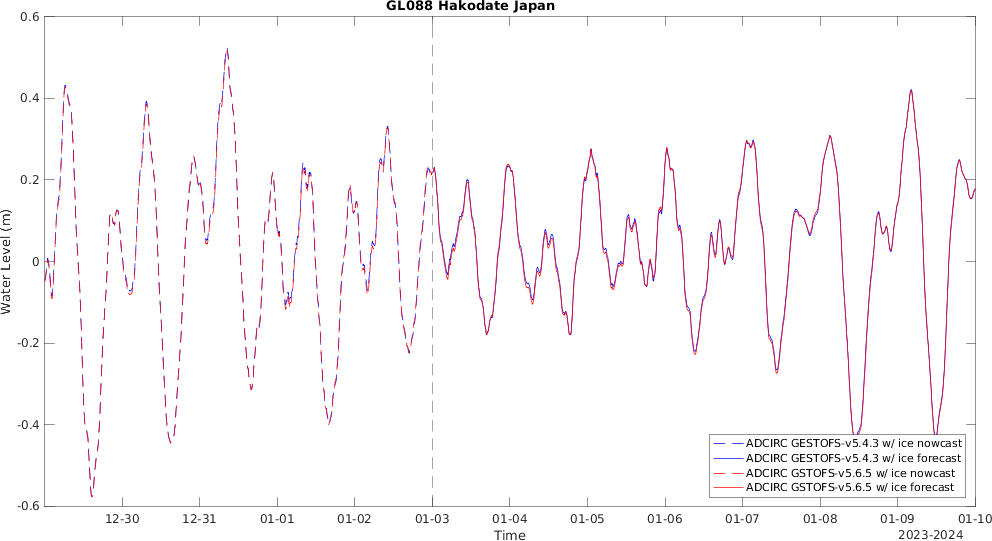 GL088 Hakodate Japan
0.6
0.4
0.2
0
-0.2
-0.4
-0.6
Water Level (m)
12-30
12-31
01-01
01-02
01-03
01-04
01-05
01-06
01-07
01-08
01-09
01-10
Time
2023-2024
ADCIRC GESTOFS-v5.4.3 w/ ice nowcast
ADCIRC GESTOFS-v5.4.3 w/ ice forecast
ADCIRC GSTOFS-v5.6.5 w/ ice nowcast
ADCIRC GSTOFS-v5.6.5 w/ ice forecast